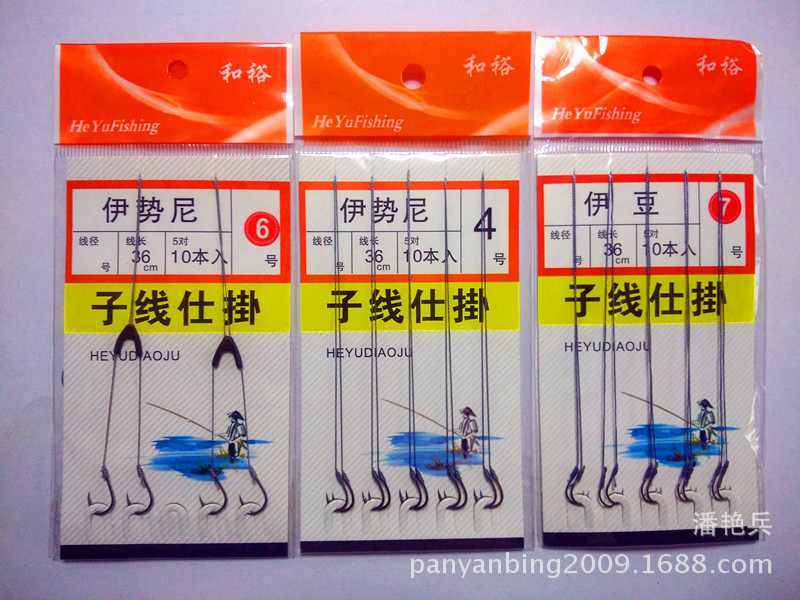 和裕
HeYuFishing
伊势尼
6
号
线径
号
线长
36
cm
5对
10本入
子线仕掛
HEYUDIAOJU
和裕
HeYuFishing
伊势尼
4
号
线径
号
线长
36
cm
5对
10本入
子线仕掛
HEYUDIAOJU
和裕
HeYuFishing
伊豆
7
号
线径
号
线长
36
cm
5对
10本入
子线仕掛
HEYUDIAOJU
潘艳兵
panyanbing2009.1688.com